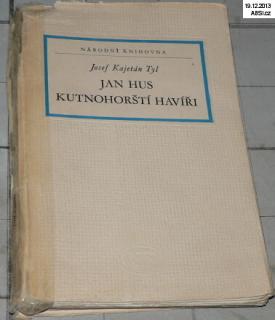 19.12.2013
ABSI.cz
NÁRODNÍ KNIHOVNA
Josef Kajetán Tyl
JAN HUS
KUTNOHORŠTÍ HAVÍŘI